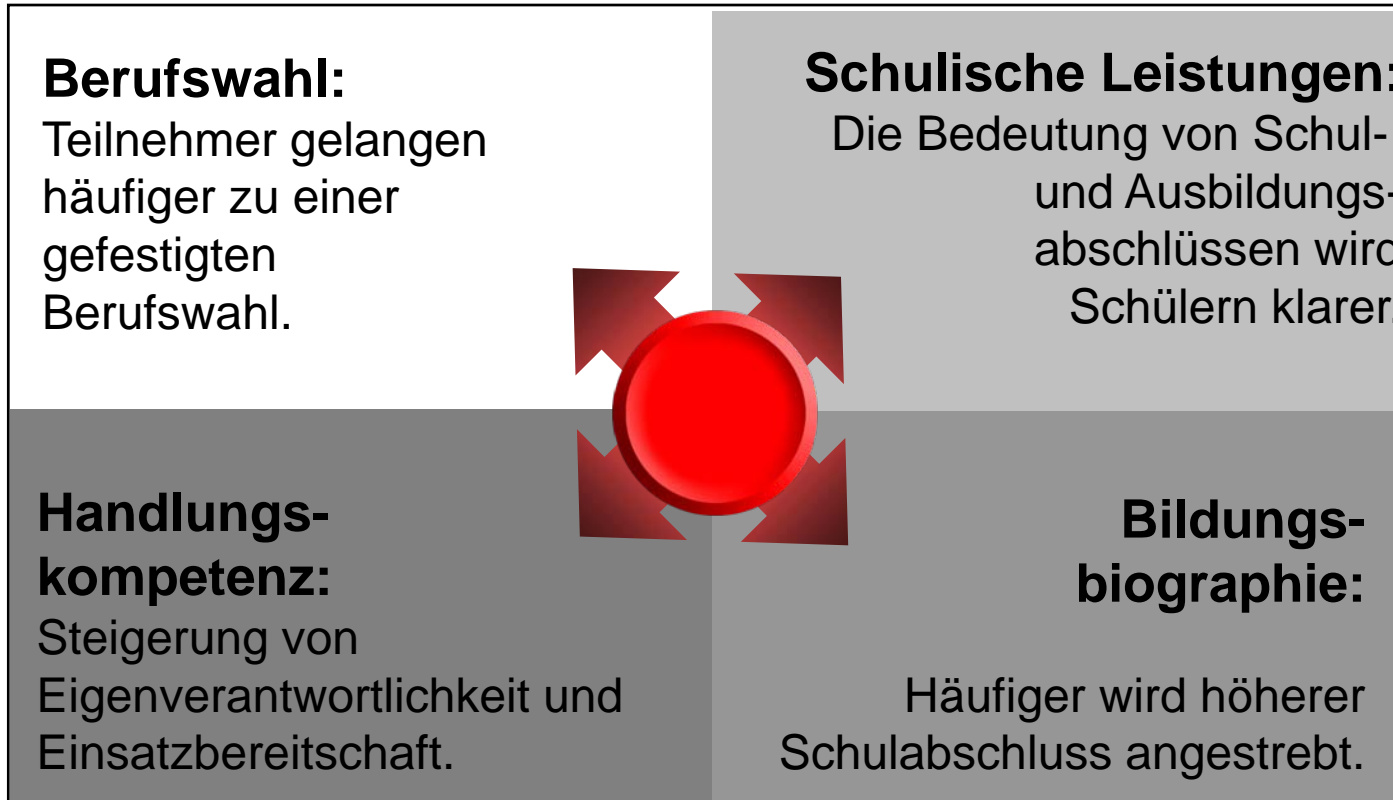 Berufswahl:
Teilnehmer gelangen
häufiger zu einer
gefestigten
Berufswahl.
Schulische Leistungen:
Die Bedeutung von Schul-
und Ausbildungs-
abschlüssen wird
Schülern klarer.
Handlungs-
kompetenz:
Steigerung von
Eigenverantwortlichkeit und
Einsatzbereitschaft.
Bildungs-
biographie:
Häufiger wird höherer
Schulabschluss angestrebt.